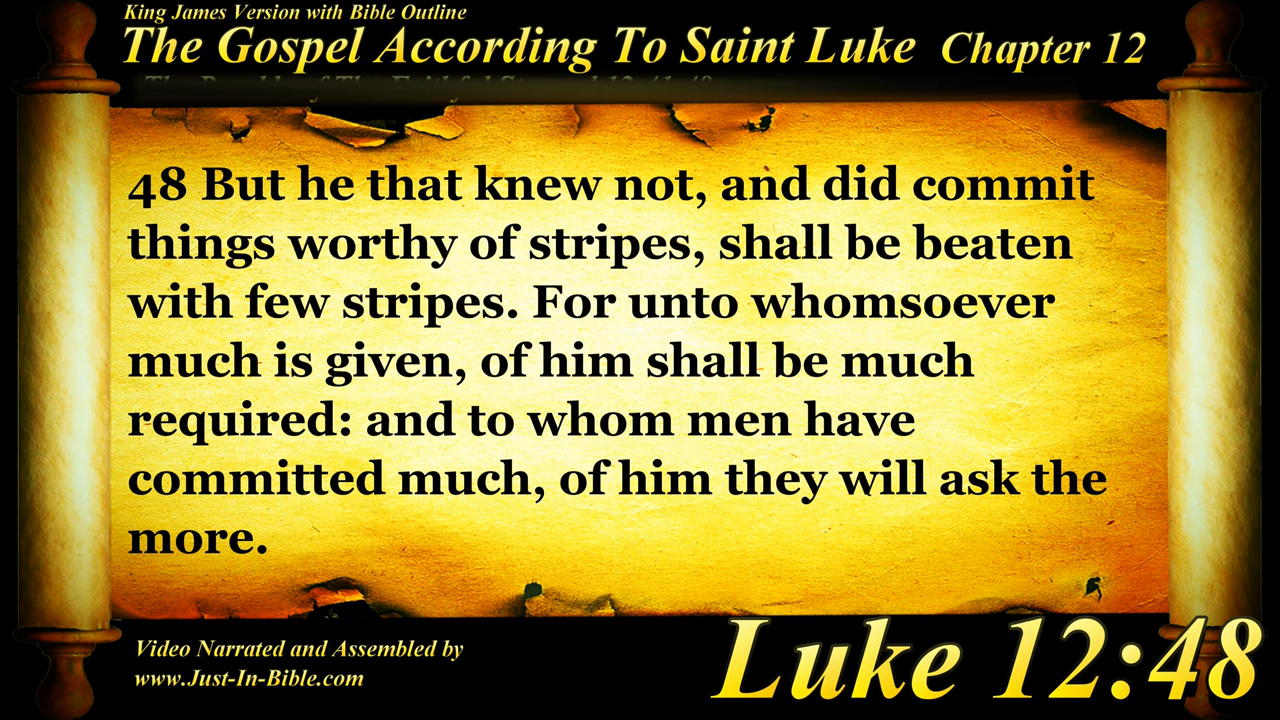 King James Version with Bible Outline
The Gospel According To Saint Luke Chapter 12
48 But he that knew not, and did commit
things worthy of stripes, shall be beaten
with few stripes. For unto whomsoever
much is given, of him shall be much
required: and to whom men have
committed much, of him they will ask the
more.
Video Narrated and Assembled by
www.Just-In-Bible.com
Luke 12:48